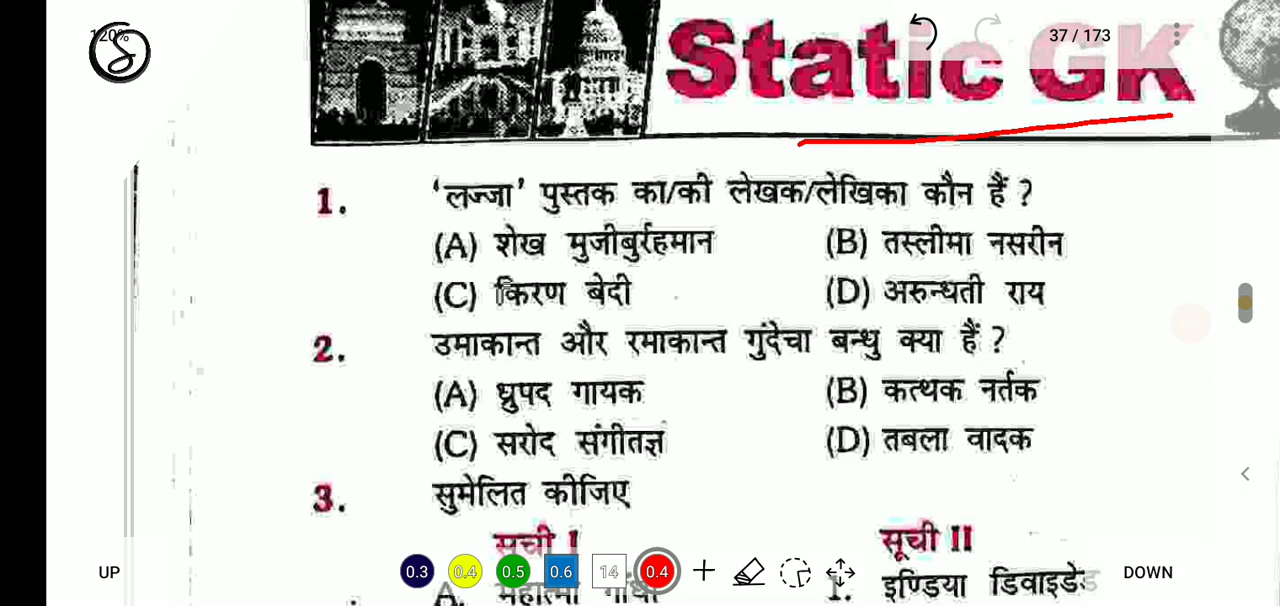 120%
Static GK
37 / 173
1. 'लज्जा' पुस्तक का/की लेखक/लेखिका कौन हैं ?
(A) शेख मुजीबुर्रहमान (B) तस्लीमा नसरीन
(C) किरण बेदी (D) अरुन्धती राय
2. उमाकान्त और रमाकान्त गुंदेचा बन्धु क्या हैं ?
(A) ध्रुपद गायक (B) कत्थक नर्तक
(C) सरोद संगीतज्ञ (D) तबला वादक
3. सुमेलित कीजिए
सूची I सूची II
A. महात्मा गांधी 1. इण्डिया डिवाइडेड
UP 0.3 0.4 0.5 0.6 14 0.4 DOWN